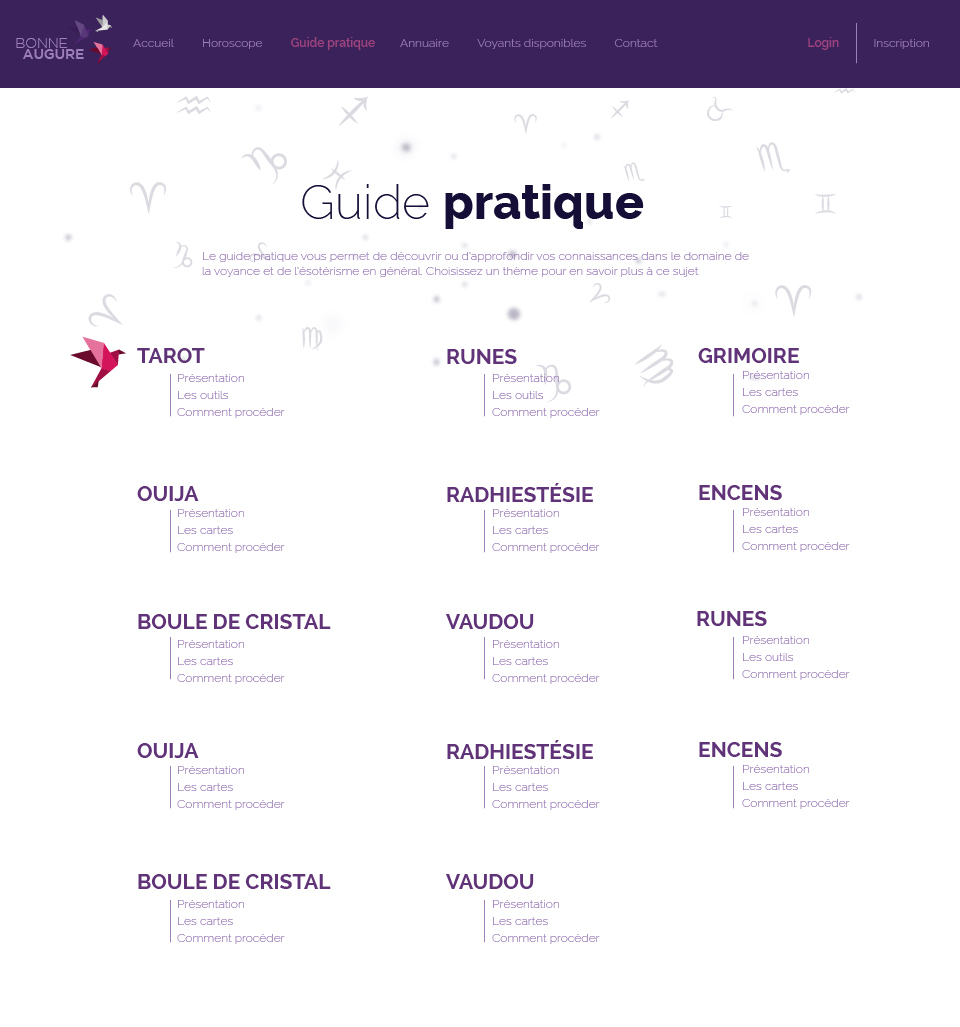 BONNE
AUGURE
Accueil Horoscope Guide pratique Annuaire Voyants disponibles Contact Login Inscription
Guide pratique
Le guide pratique vous permet de découvrir ou d'approfondir vos connaissances dans le domaine de
la voyance et de l'ésotérisme en général. Choisissez un thème pour en savoir plus à ce sujet
TAROT
Présentation
Les outils
Comment procéder
RUNES
Présentation
Les outils
Comment procéder
GRIMOIRE
Présentation
Les cartes
Comment procéder
OUIJA
Présentation
Les cartes
Comment procéder
RADHIESTÉSIE
Présentation
Les cartes
Comment procéder
ENCENS
Présentation
Les cartes
Comment procéder
BOULE DE CRISTAL
Présentation
Les cartes
Comment procéder
VAUDOU
Présentation
Les cartes
Comment procéder
RUNES
Présentation
Les outils
Comment procéder
OUIJA
Présentation
Les cartes
Comment procéder
RADHIESTÉSIE
Présentation
Les cartes
Comment procéder
ENCENS
Présentation
Les cartes
Comment procéder
BOULE DE CRISTAL
Présentation
Les cartes
Comment procéder
VAUDOU
Présentation
Les cartes
Comment procéder